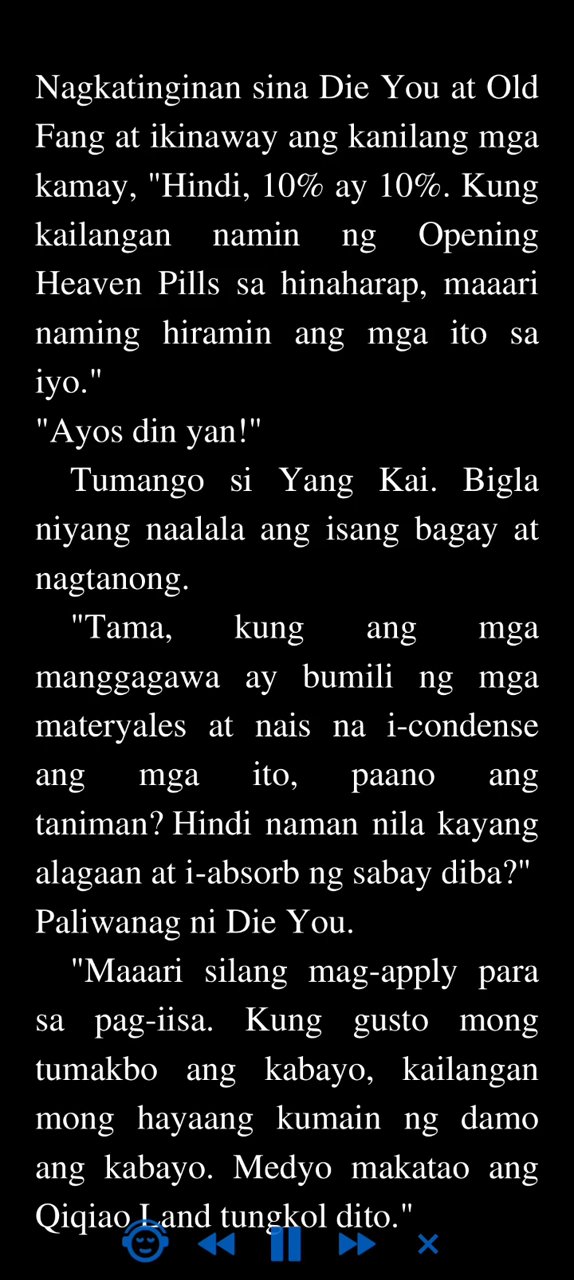 Nagkatinginan sina Die You at Old
Fang at ikinaway ang kanilang mga
kamay, "Hindi, 10% ay 10%. Kung
kailangan namin ng Opening
Heaven Pills sa hinaharap, maaari
naming hiramin ang mga ito sa
iyo."
"Ayos din yan!"
Tumango si Yang Kai. Bigla
niyang naalala ang isang bagay at
nagtanong.
"Tama, kung ang mga
manggagawa ay bumili ng mga
materyales at nais na i-condense
ang mga ito, paano ang
taniman? Hindi naman nila kayang
alagaan at i-absorb ng sabay diba?"
Paliwanag ni Die You.
"Maaari silang mag-apply para
sa pag-iisa. Kung gusto mong
tumakbo ang kabayo, kailangan
mong hayaang kumain ng damo
ang kabayo. Medyo makatao ang
Qiqiao Land tungkol dito."